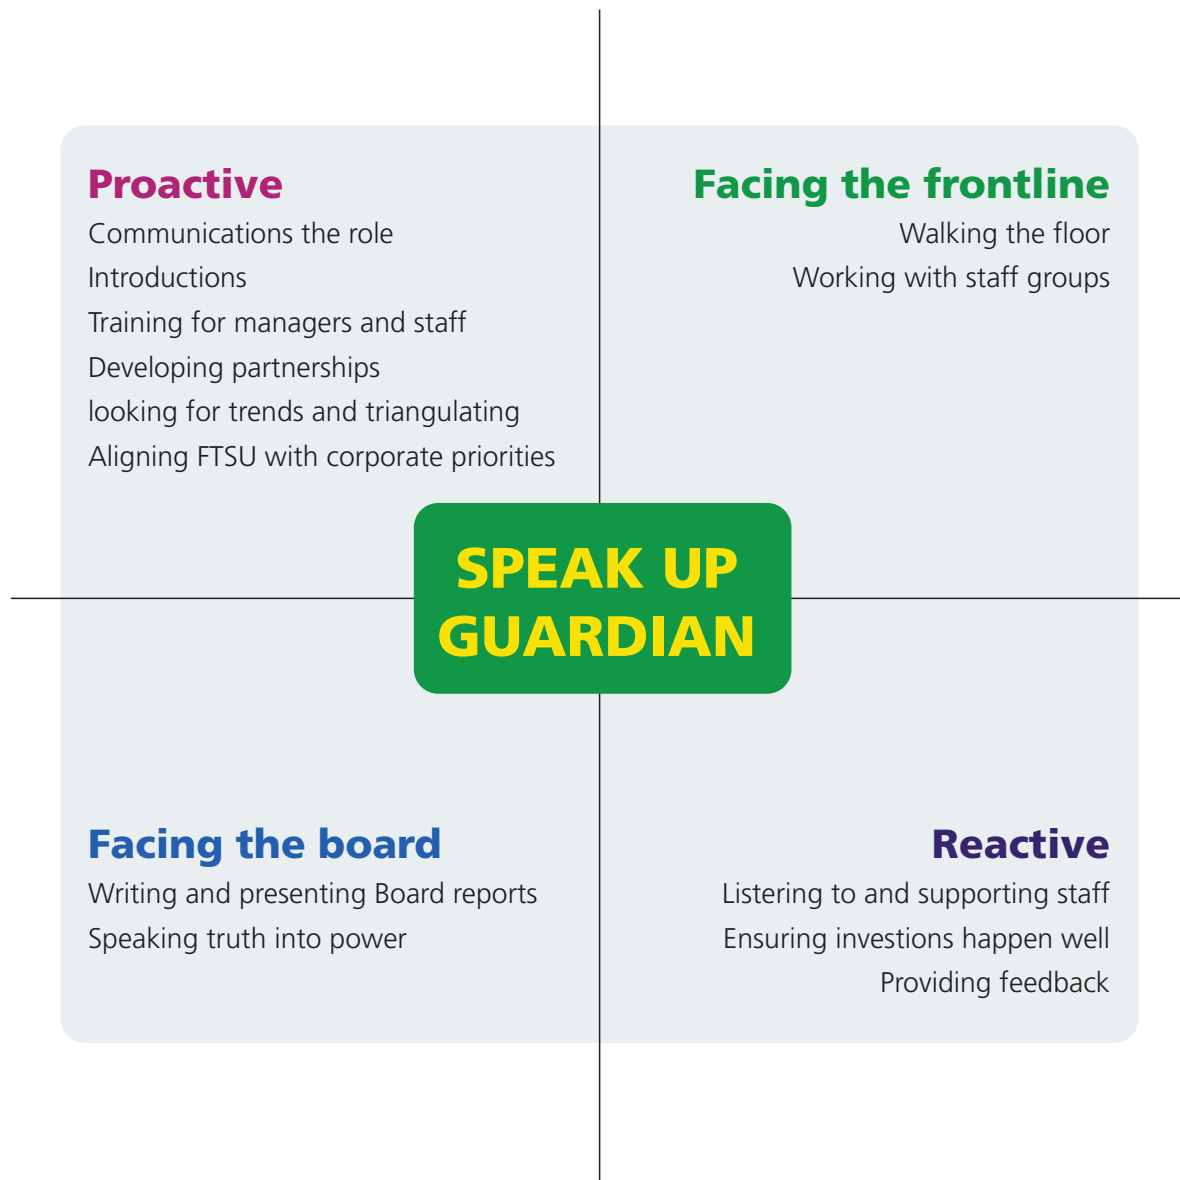 Proactive
Communications the role
Introductions
Training for managers and staff
Developing partnerships
looking for trends and triangulating
Aligning FTSU with corporate priorities
Facing the frontline
Walking the floor
Working with staff groups
SPEAK UP
GUARDIAN
Facing the board
Writing and presenting Board reports
Speaking truth into power
Reactive
Listering to and supporting staff
Ensuring investions happen well
Providing feedback